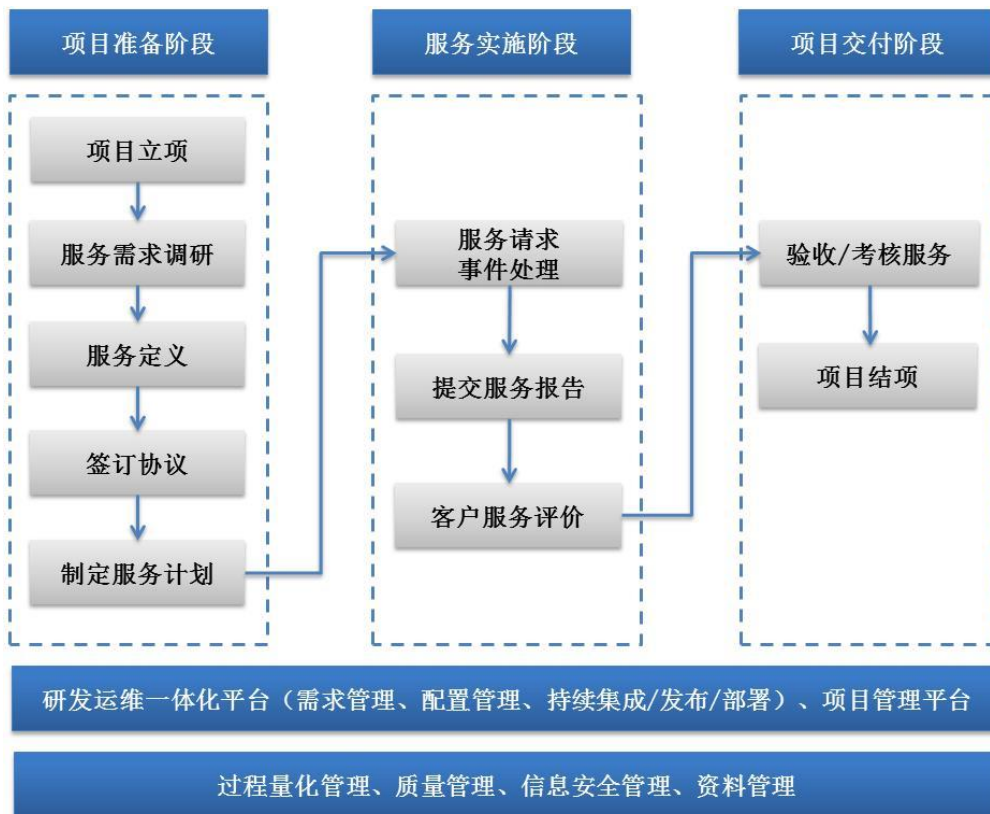 项目准备阶段
项目立项
服务需求调研
服务定义
签订协议
制定服务计划
服务实施阶段
服务请求
事件处理
提交服务报告
客户服务评价
项目交付阶段
验收/考核服务
项目结项
研发运维一体化平台（需求管理、配置管理、持续集成/发布/部署）、项目管理平台
过程量化管理、质量管理、信息安全管理、资料管理